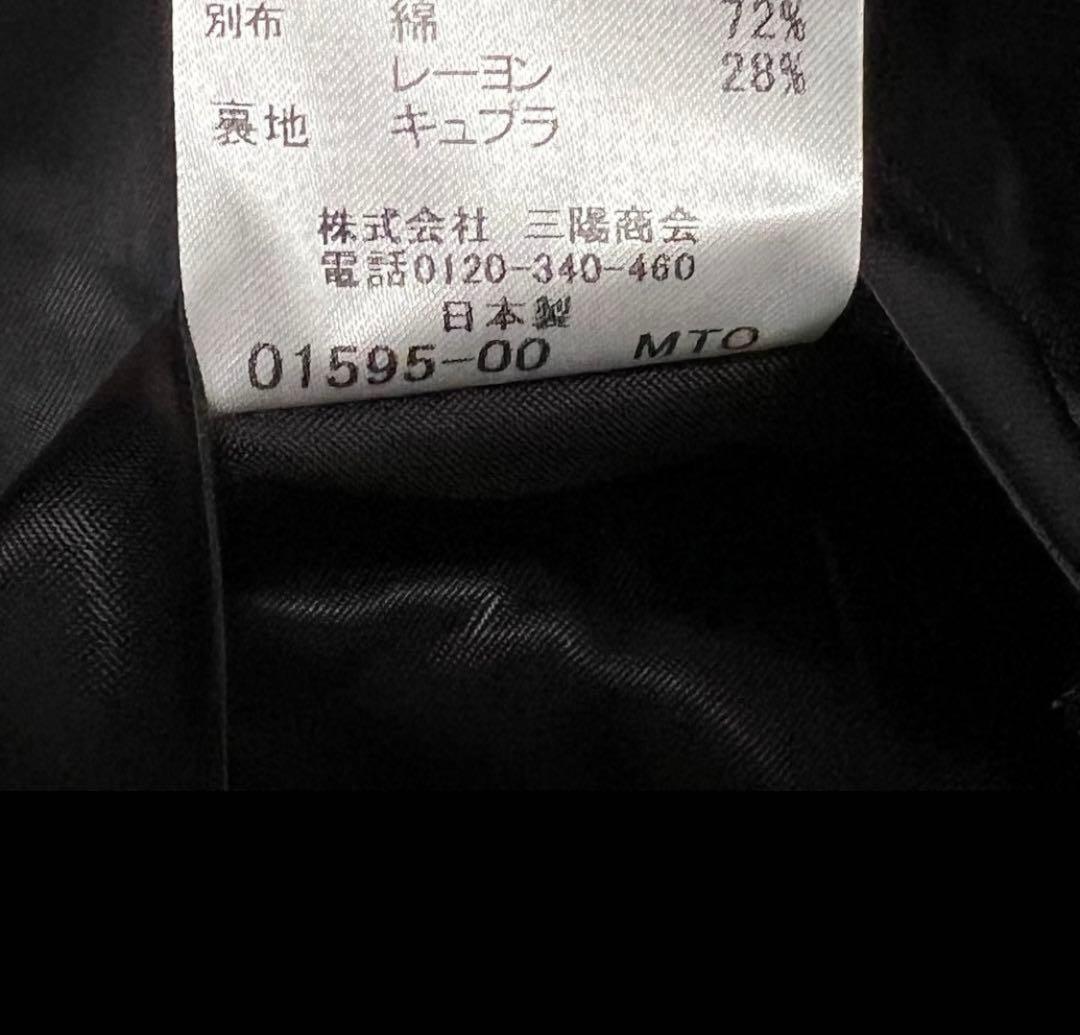 別布 綿 72%
レーヨン 28%
裏地 キュプラ
株式会社 三陽商会
電話0120-340-460
日本製
01595-00 MTO